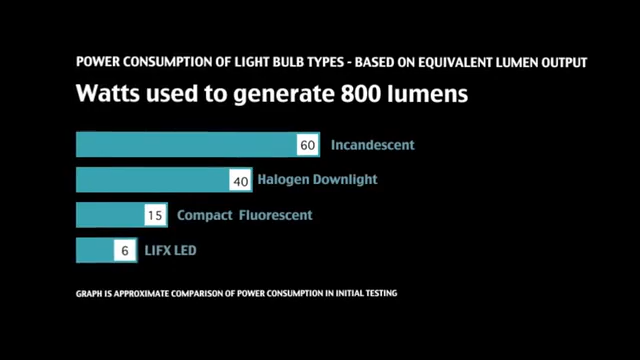 POWER CONSUMPTION OF LIGHT BULB TYPES - BASED ON EQUIVALENT LUMEN OUTPUT
Watts used to generate 800 lumens
60 Incandescent
40 Halogen Downlight
15 Compact Fluorescent
6 LIFX LED
GRAPH IS APPROXIMATE COMPARISON OF POWER CONSUMPTION IN INITIAL TESTING